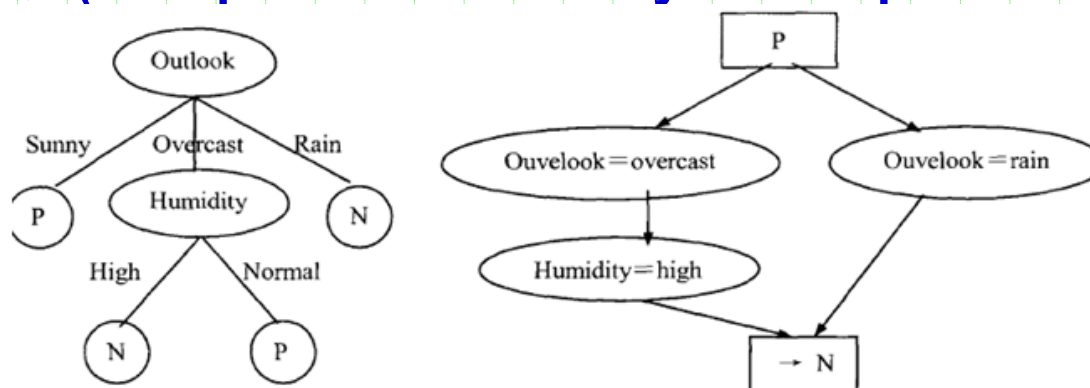 Outlook
Sunny Overcast Rain
P Humidity N
High Normal
N P
P
Ouvelook=overcast Ouvelook=rain
Humidity=high
→ N